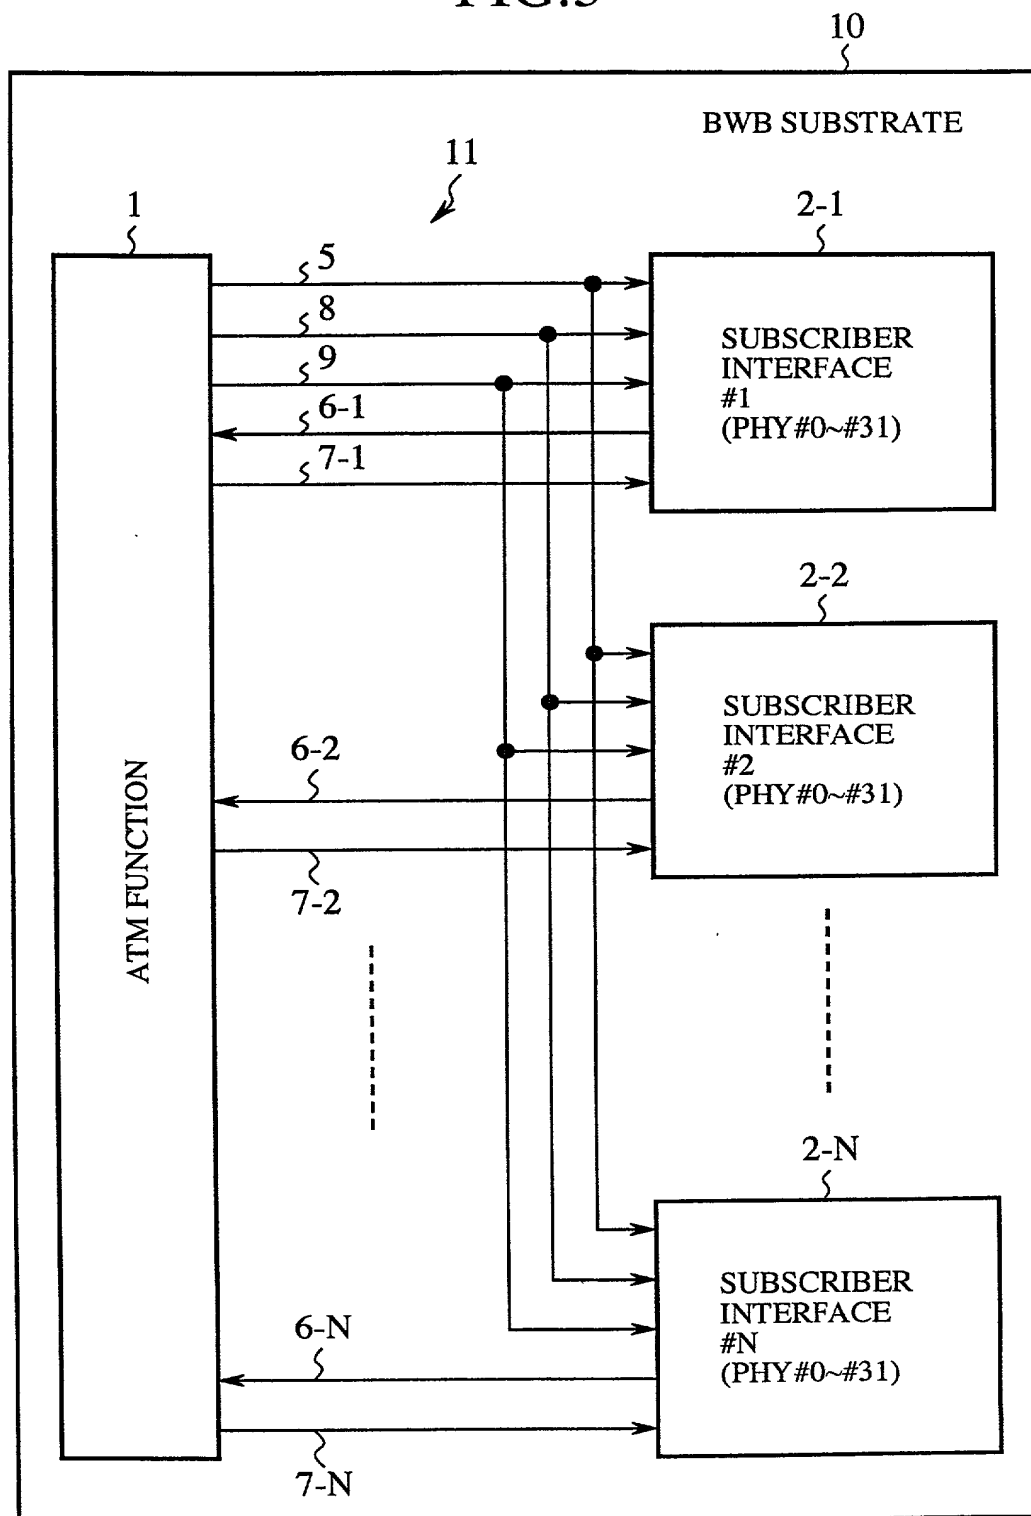 10
BWB SUBSTRATE
11
1
2-1
5
8
9
6-1
7-1
SUBSCRIBER
INTERFACE
#1
(PHY#0~#31)
2-2
SUBSCRIBER
INTERFACE
#2
(PHY#0~#31)
6-2
7-2
ATM FUNCTION
2-N
SUBSCRIBER
INTERFACE
#N
(PHY#0~#31)
6-N
7-N